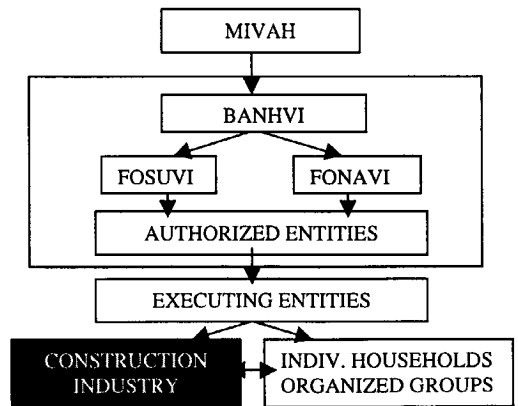 MIVAH
BANHVI
FOSUVI
FONAVI
AUTHORIZED ENTITIES
EXECUTING ENTITIES
CONSTRUCTION
INDUSTRY
INDIV. HOUSEHOLDS
ORGANIZED GROUPS